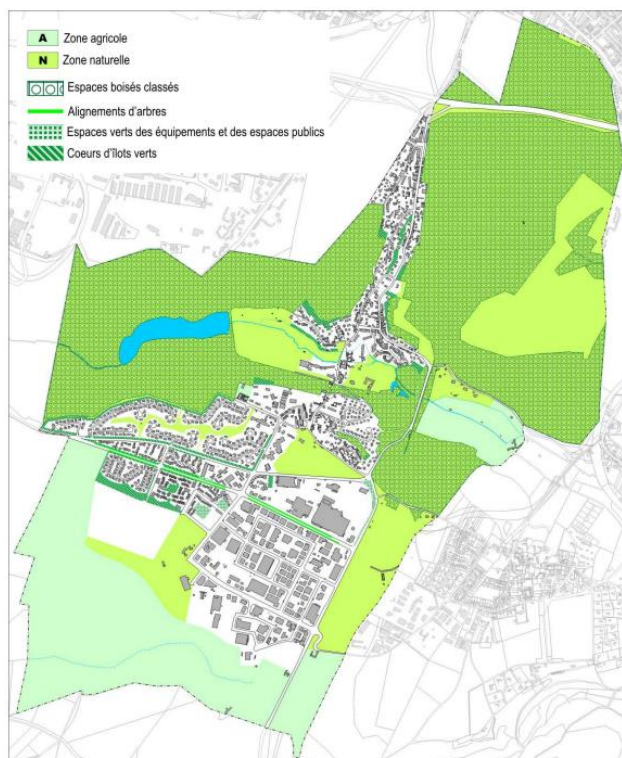 A Zone agricole
N Zone naturelle
Espaces boisés classés
Alignements d'arbres
Espaces verts des équipements et des espaces publics
Coeurs d'îlots verts